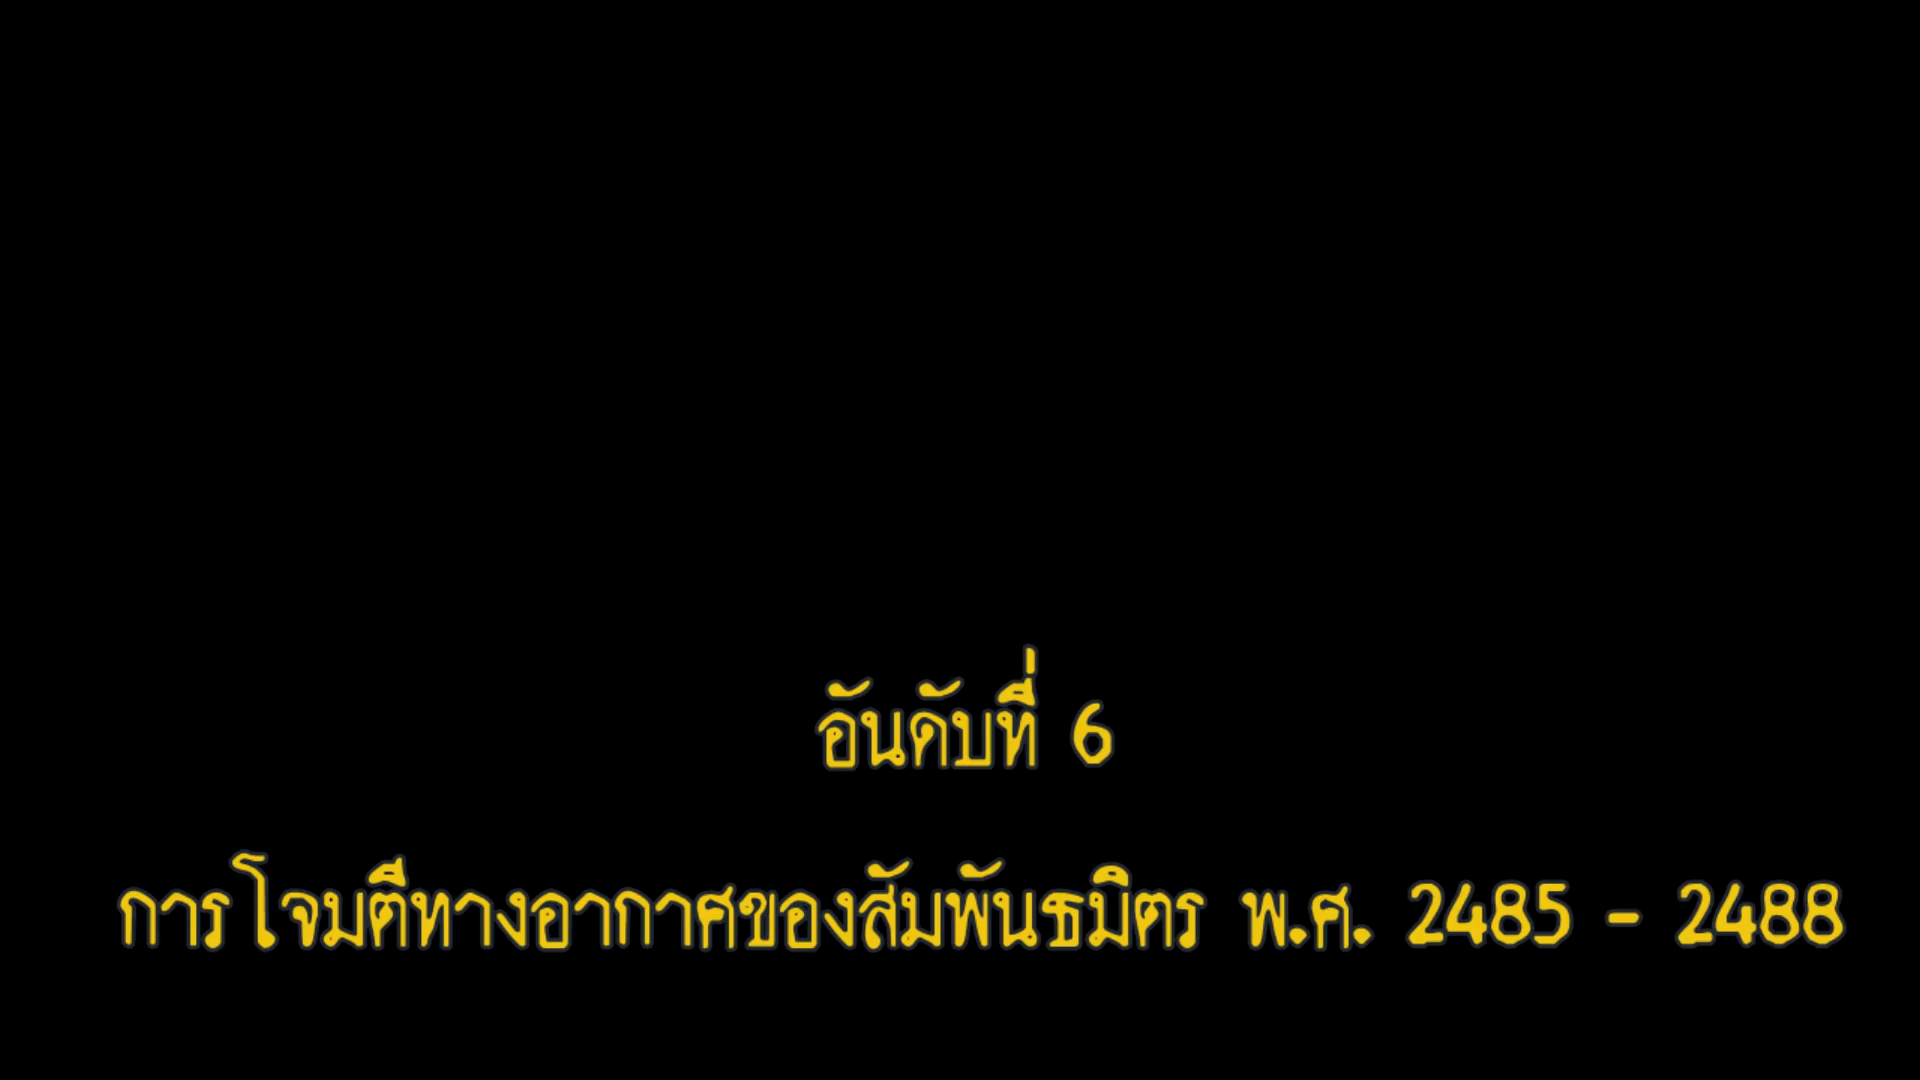 อันดับที่ 6
การโจมตีทางอากาศของสัมพันธมิตร พ.ศ. 2485 - 2488